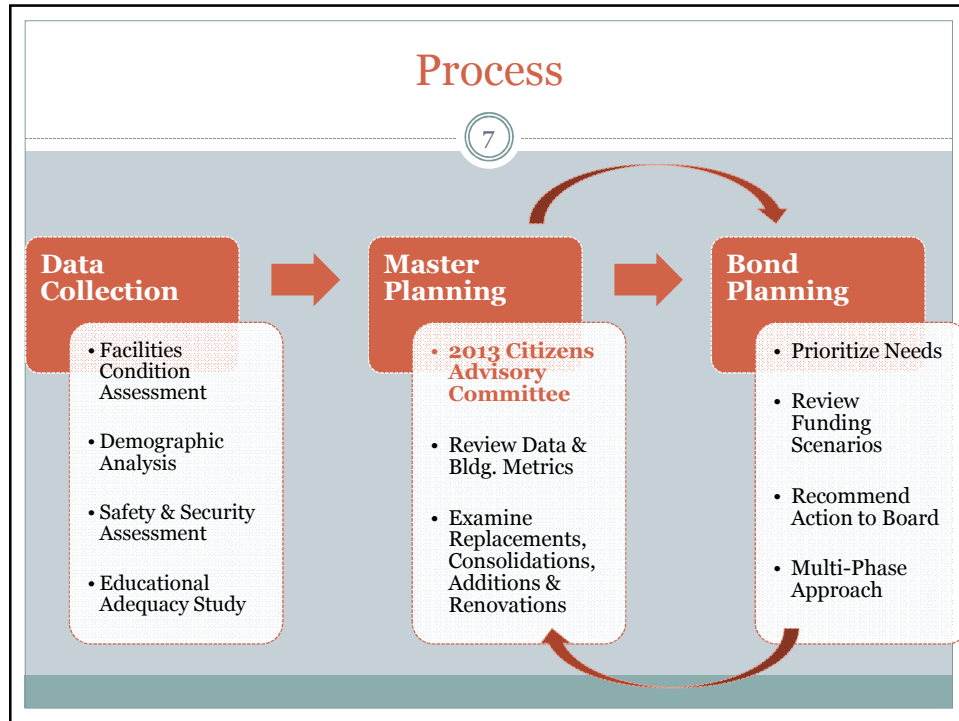 Process
7
Data
Collection
• Facilities
Condition
Assessment
• Demographic
Analysis
• Safety & Security
Assessment
• Educational
Adequacy Study
Master
Planning
• 2013 Citizens
Advisory
Committee
• Review Data &
Bldg. Metrics
• Examine
Replacements,
Consolidations,
Additions &
Renovations
Bond
Planning
• Prioritize Needs
• Review
Funding
Scenarios
• Recommend
Action to Board
• Multi-Phase
Approach